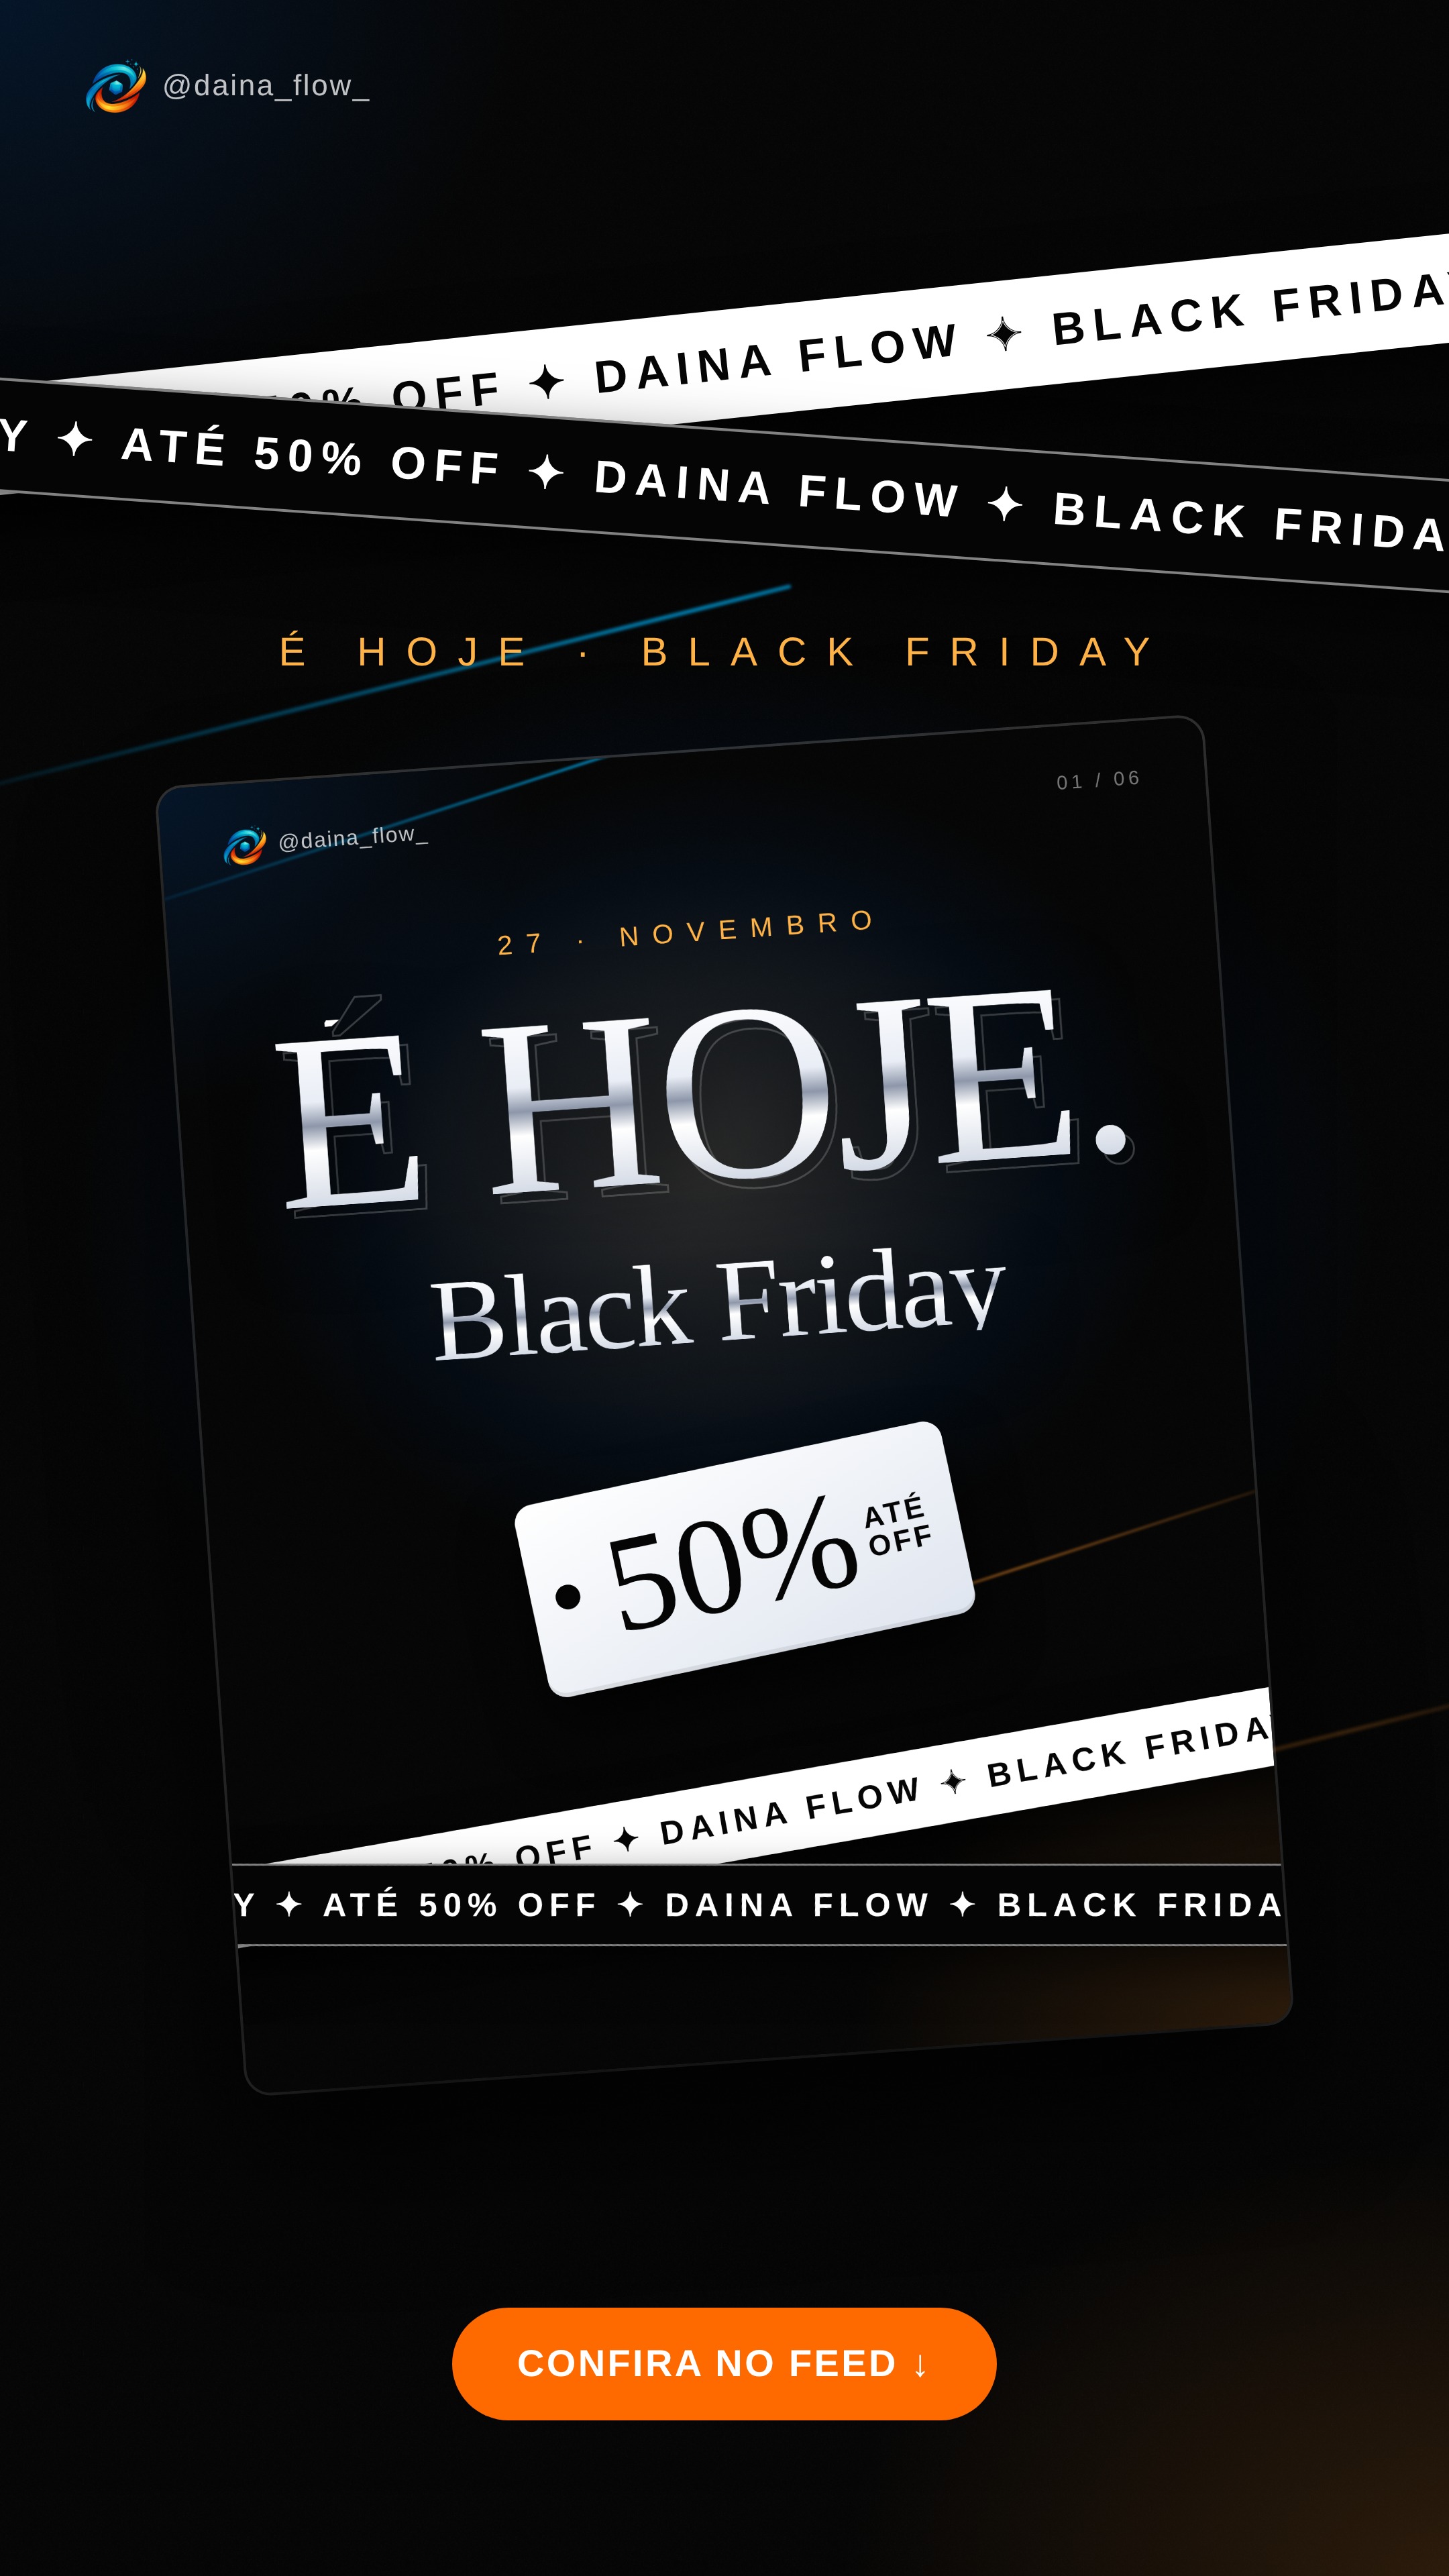 @daina_flow_
OFF ✦ DAINA FLOW ✦ BLACK FRIDAY
Y ✦ ATÉ 50% OFF ✦ DAINA FLOW ✦ BLACK FRIDA
É HOJE · BLACK FRIDAY
01 / 06
@daina_flow_
27 · NOVEMBRO
É HOJE.
Black Friday
• 50% ATÉ
OFF
OFF ✦ DAINA FLOW ✦ BLACK FRIDAY
Y ✦ ATÉ 50% OFF ✦ DAINA FLOW ✦ BLACK FRIDA
CONFIRA NO FEED ↓